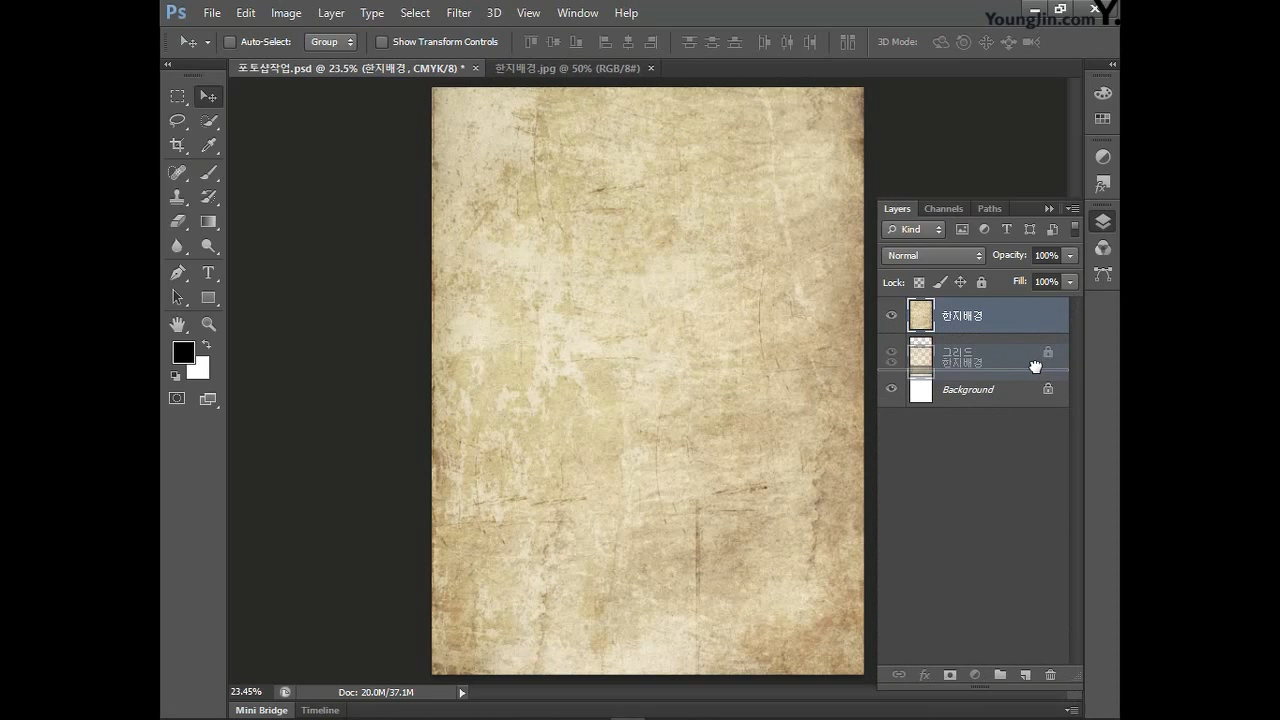 Ps File Edit Image Layer Type Select Filter 3D View Window Help
YoungJin.com Y.
Auto-Select: Group Show Transform Controls 3D Mode:
포토샵작업.psd @ 23.5% (한지배경, CMYK/8) * × 한지배경.jpg @ 50% (RGB/8#) ×
Layers Channels Paths
Kind
Normal Opacity: 100%
Lock: Fill: 100%
한지배경
그리드
한지배경
Background
23.45% Doc: 20.0M/37.1M
Mini Bridge Timeline